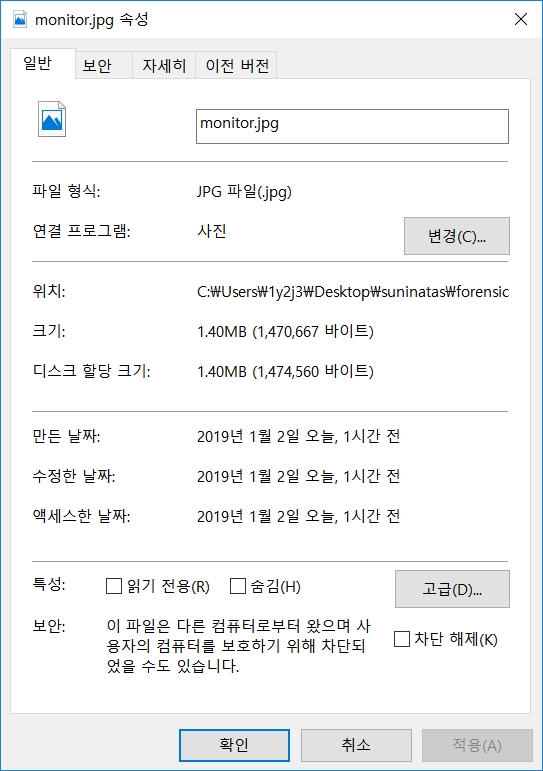 monitor.jpg 속성
일반 보안 자세히 이전 버전
monitor.jpg
파일 형식: JPG 파일(.jpg)
연결 프로그램: 사진 변경(C)...
위치: C:₩Users₩1y2j3₩Desktop₩suninatas₩forensic
크기: 1.40MB (1,470,667 바이트)
디스크 할당 크기: 1.40MB (1,474,560 바이트)
만든 날짜: 2019년 1월 2일 오늘, 1시간 전
수정한 날짜: 2019년 1월 2일 오늘, 1시간 전
액세스한 날짜: 2019년 1월 2일 오늘, 1시간 전
특성: 읽기 전용(R) 숨김(H) 고급(D)...
보안: 이 파일은 다른 컴퓨터로부터 왔으며 사
용자의 컴퓨터를 보호하기 위해 차단되
었을 수도 있습니다.
차단 해제(K)
확인 취소 적용(A)